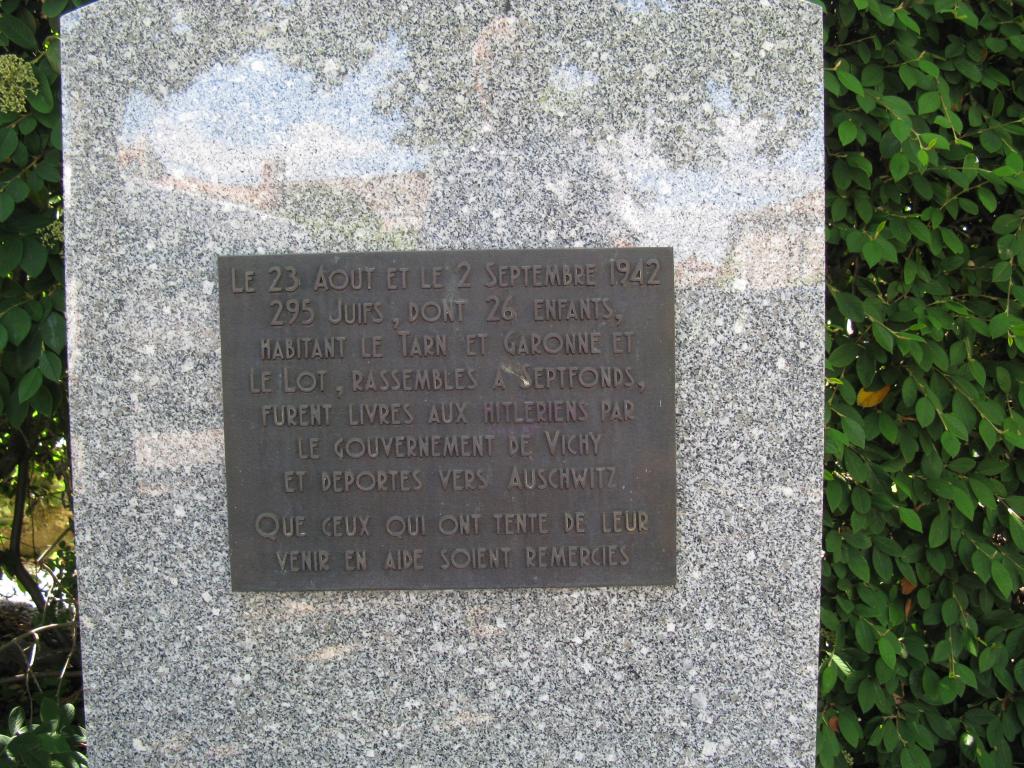 LE 23 AOUT ET LE 2 SEPTEMBRE 1942
295 JUIFS, DONT 26 ENFANTS,
HABITANT LE TARN ET GARONNE ET
LE LOT, RASSEMBLES A SEPTFONDS,
FURENT LIVRES AUX HITLERIENS PAR
LE GOUVERNEMENT DE VICHY
ET DEPORTES VERS AUSCHWITZ
QUE CEUX QUI ONT TENTE DE LEUR
VENIR EN AIDE SOIENT REMERCIES